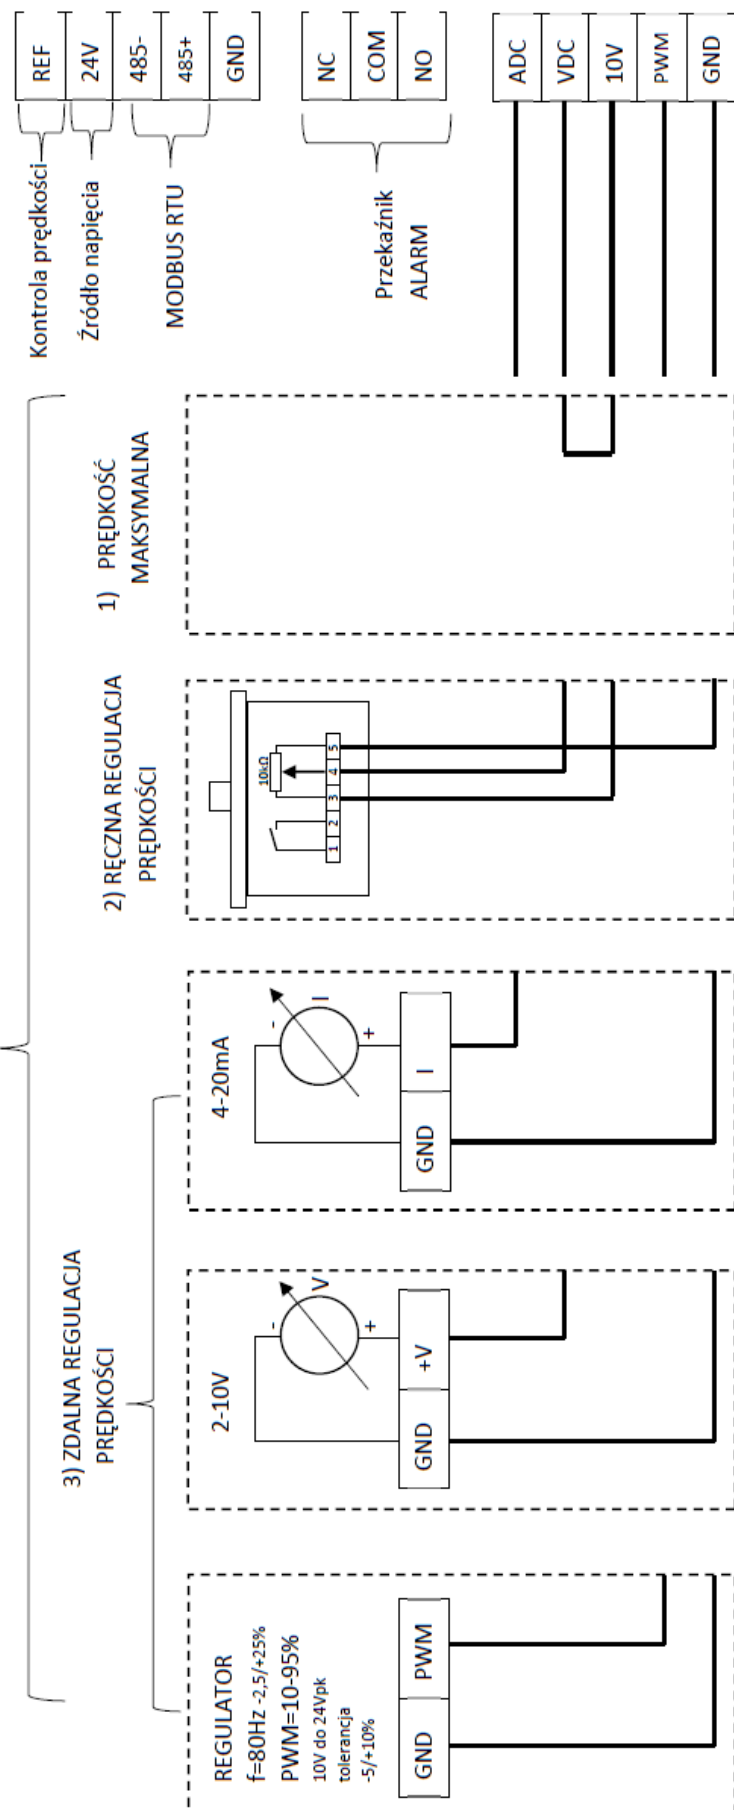 REF
24V
485-
485+
GND
Kontrola prędkości
Źródło napięcia
MODBUS RTU
NC
COM
NO
Przekaźnik
ALARM
ADC
VDC
10V
PWM
GND
1) PRĘDKOŚĆ
MAKSYMALNA
2) RĘCZNA REGULACJA
PRĘDKOŚCI
10kΩ
1 2 3 4 5
3) ZDALNA REGULACJA
PRĘDKOŚCI
4-20mA
- I
+
GND I
2-10V
- V
+
GND +V
REGULATOR
f=80Hz -2,5/+25%
PWM=10-95%
10V do 24Vpk
tolerancja
-5/+10%
GND PWM